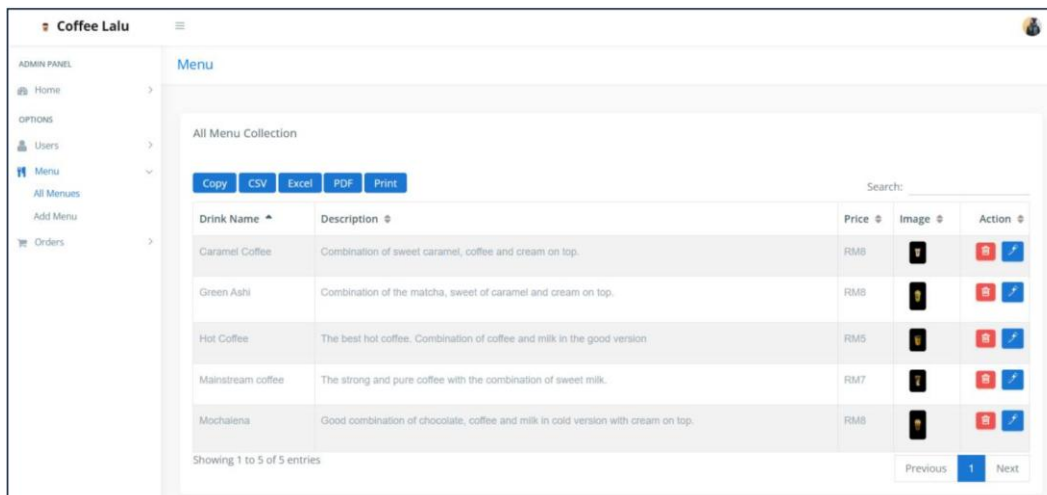 Coffee Lalu
ADMIN PANEL
Home
OPTIONS
Users
Menu
All Menues
Add Menu
Orders
Menu
All Menu Collection
Copy CSV Excel PDF Print
Search:
Drink Name Description Price Image Action
Caramel Coffee Combination of sweet caramel, coffee and cream on top. RM8
Green Ashi Combination of the matcha, sweet of caramel and cream on top. RM8
Hot Coffee The best hot coffee. Combination of coffee and milk in the good version RM5
Mainstream coffee The strong and pure coffee with the combination of sweet milk. RM7
Mochalena Good combination of chocolate, coffee and milk in cold version with cream on top. RM8
Showing 1 to 5 of 5 entries
Previous 1 Next